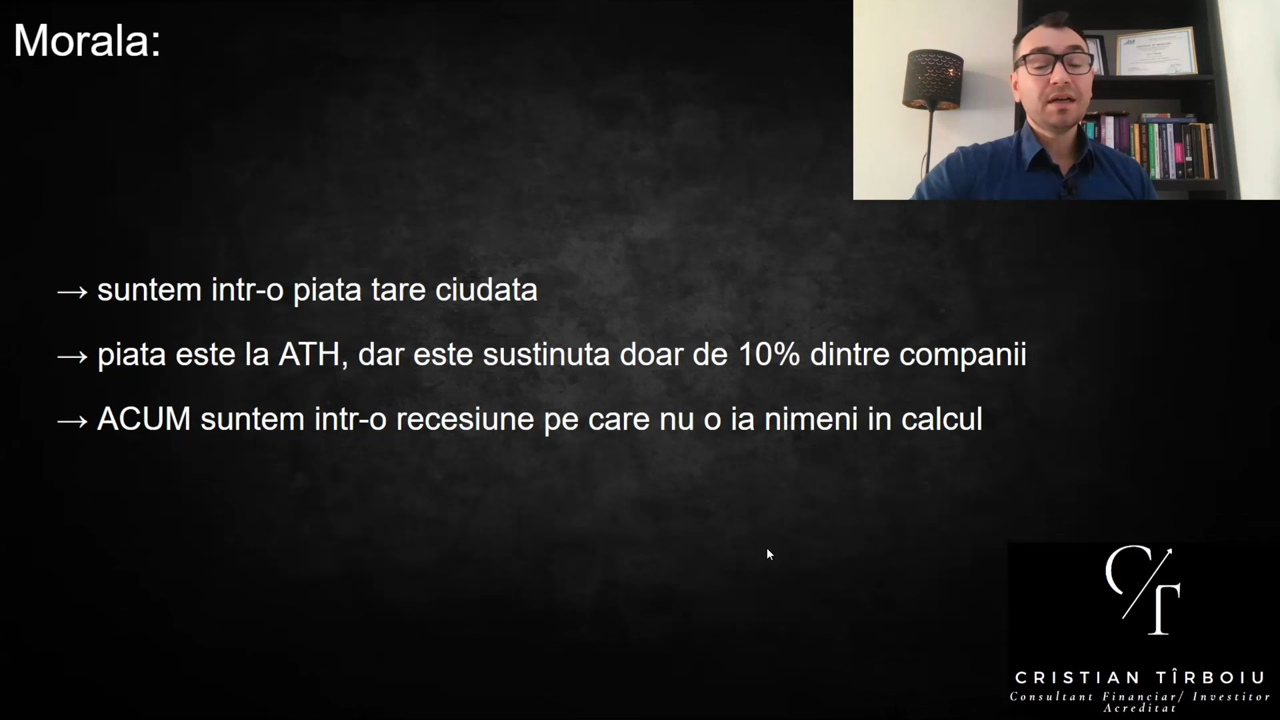 Morala:
→ suntem intr-o piata tare ciudata
→ piata este la ATH, dar este sustinuta doar de 10% dintre companii
→ ACUM suntem intr-o recesiune pe care nu o ia nimeni in calcul
CT
CRISTIAN TÎRBOIU
Consultant Financiar/ Investitor
Acreditat